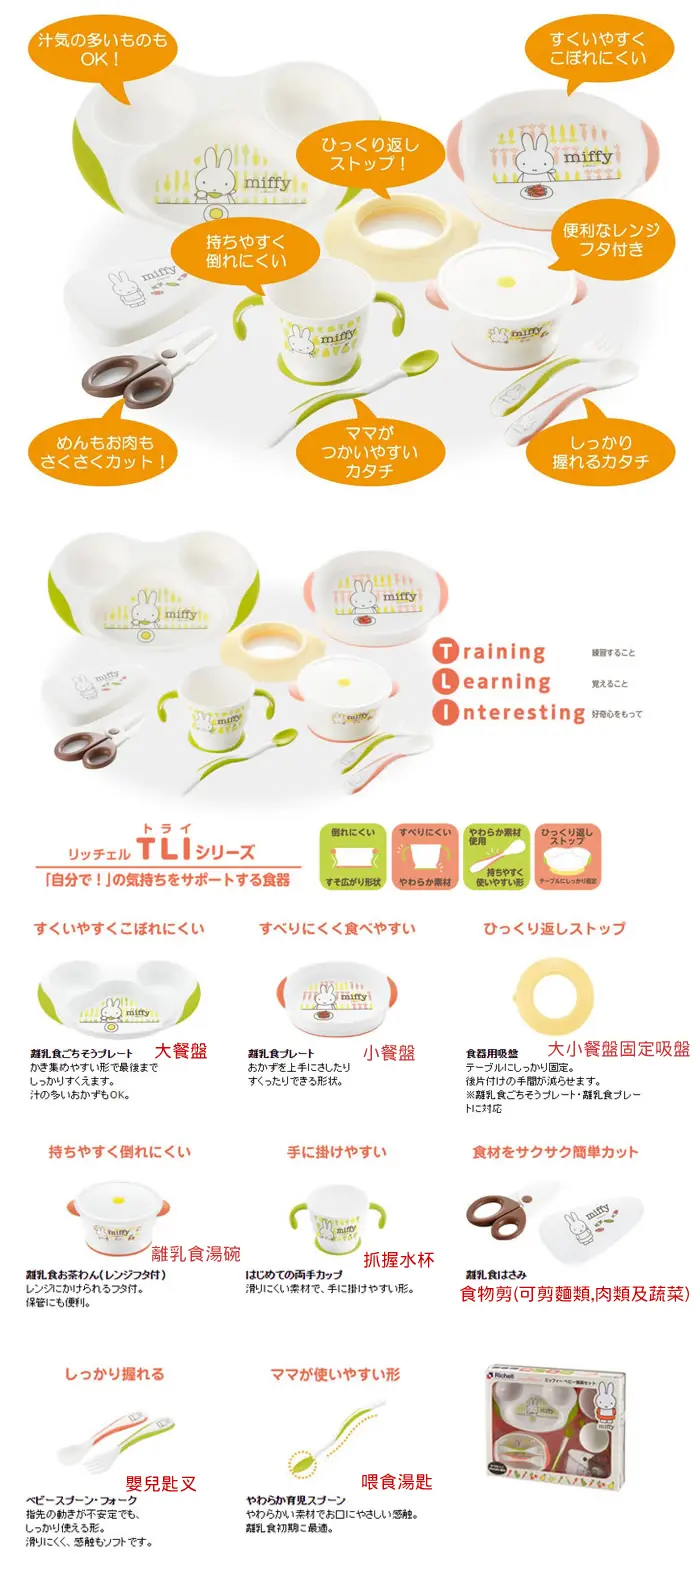 汁気の多いものも
OK！
すくいやすく
こぼれにくい
ひっくり返し
ストップ！
miffy
miffy
持ちやすく
倒れにくい
便利なレンジ
フタ付き
miffy
miffy
miffy
めんもお肉も
さくさくカット！
ママが
つかいやすい
カタチ
しっかり
握れるカタチ
miffy
miffy
Training 練習すること
Learning 覚えること
Interesting 好奇心をもって
miffy
miffy
miffy
トライ
リッチェル TLIシリーズ
「自分で！」の気持ちをサポートする食器
倒れにくい
すそ広がり形状
すべりにくい
やわらか素材
やわらか素材
使用
持ちやすく
使いやすい形
ひっくり返し
ストップ
テーブルにしっかり固定
すくいやすくこぼれにくい
すべりにくく食べやすい
ひっくり返しストップ
miffy
miffy
離乳食ごちそうプレート
大餐盤
かき集めやすい形で最後まで
しっかりすくえます。
汁の多いおかずもOK。
離乳食プレート
小餐盤
おかずを上手にさしたり
すくったりできる形状。
食器用吸盤
大小餐盤固定吸盤
テーブルにしっかり固定。
後片付けの手間が減らせます。
※離乳食ごちそうプレート・離乳食プレー
トに対応
持ちやすく倒れにくい
手に掛けやすい
食材をサクサク簡単カット
miffy
miffy
miffy
離乳食湯碗
離乳食お茶わん（レンジフタ付）
レンジにかけられるフタ付。
保管にも便利。
抓握水杯
はじめての両手カップ
滑りにくい素材で、手に掛けやすい形。
離乳食はさみ
食物剪(可剪麵類,肉類及蔬菜)
しっかり握れる
ママが使いやすい形
嬰兒匙叉
ベビースプーン・フォーク
指先の動きが不安定でも、
しっかり使える形。
滑りにくく、感触もソフトです。
喂食湯匙
やわらか育児スプーン
やわらかい素材でお口にやさしい感触。
離乳食初期に最適。
Richell
ミッフィー ベビー食器セット
miffy